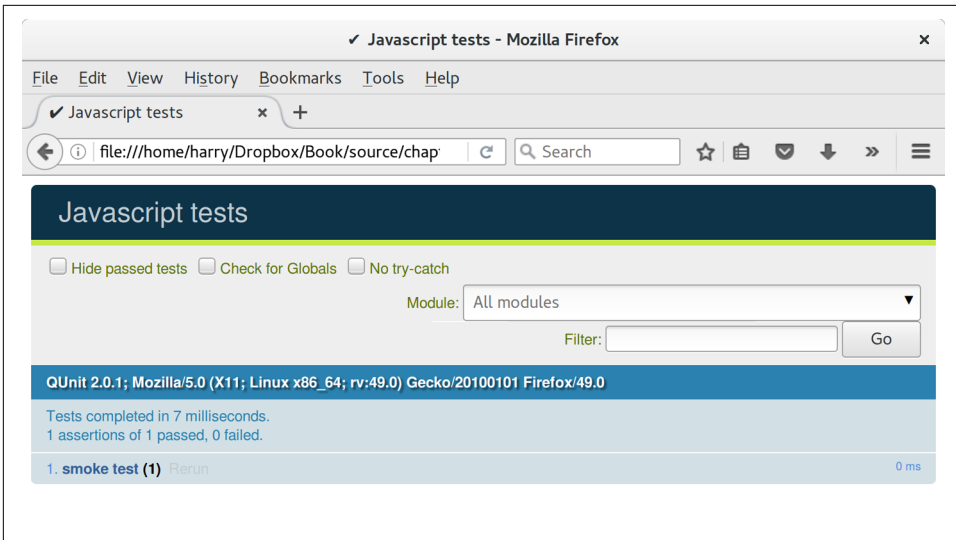 ✔ Javascript tests - Mozilla Firefox ×
File Edit View History Bookmarks Tools Help
✔ Javascript tests × +
file:///home/harry/Dropbox/Book/source/chap Search
Javascript tests
Hide passed tests Check for Globals No try-catch
Module: All modules
Filter: Go
QUnit 2.0.1; Mozilla/5.0 (X11; Linux x86_64; rv:49.0) Gecko/20100101 Firefox/49.0
Tests completed in 7 milliseconds.
1 assertions of 1 passed, 0 failed.
1. smoke test (1) Rerun 0 ms